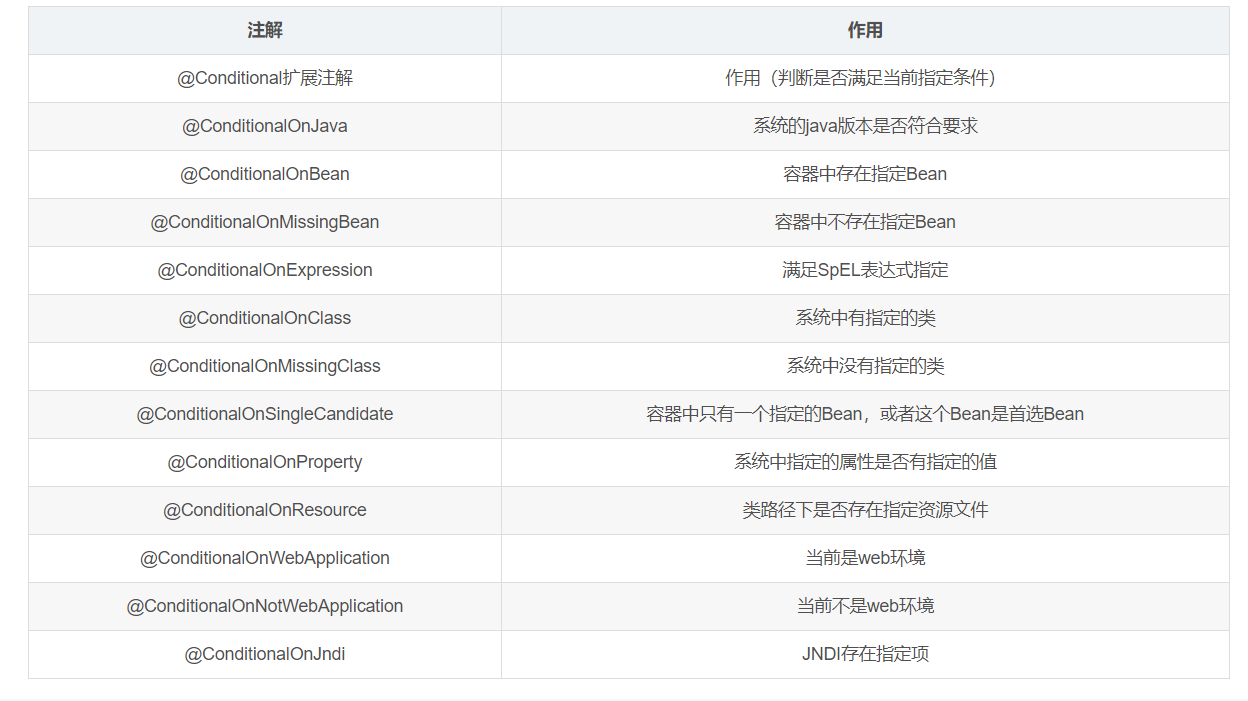 注解 作用
@Conditional扩展注解 作用（判断是否满足当前指定条件）
@ConditionalOnJava 系统的java版本是否符合要求
@ConditionalOnBean 容器中存在指定Bean
@ConditionalOnMissingBean 容器中不存在指定Bean
@ConditionalOnExpression 满足SpEL表达式指定
@ConditionalOnClass 系统中有指定的类
@ConditionalOnMissingClass 系统中没有指定的类
@ConditionalOnSingleCandidate 容器中只有一个指定的Bean，或者这个Bean是首选Bean
@ConditionalOnProperty 系统中指定的属性是否有指定的值
@ConditionalOnResource 类路径下是否存在指定资源文件
@ConditionalOnWebApplication 当前是web环境
@ConditionalOnNotWebApplication 当前不是web环境
@ConditionalOnJndi JNDI存在指定项